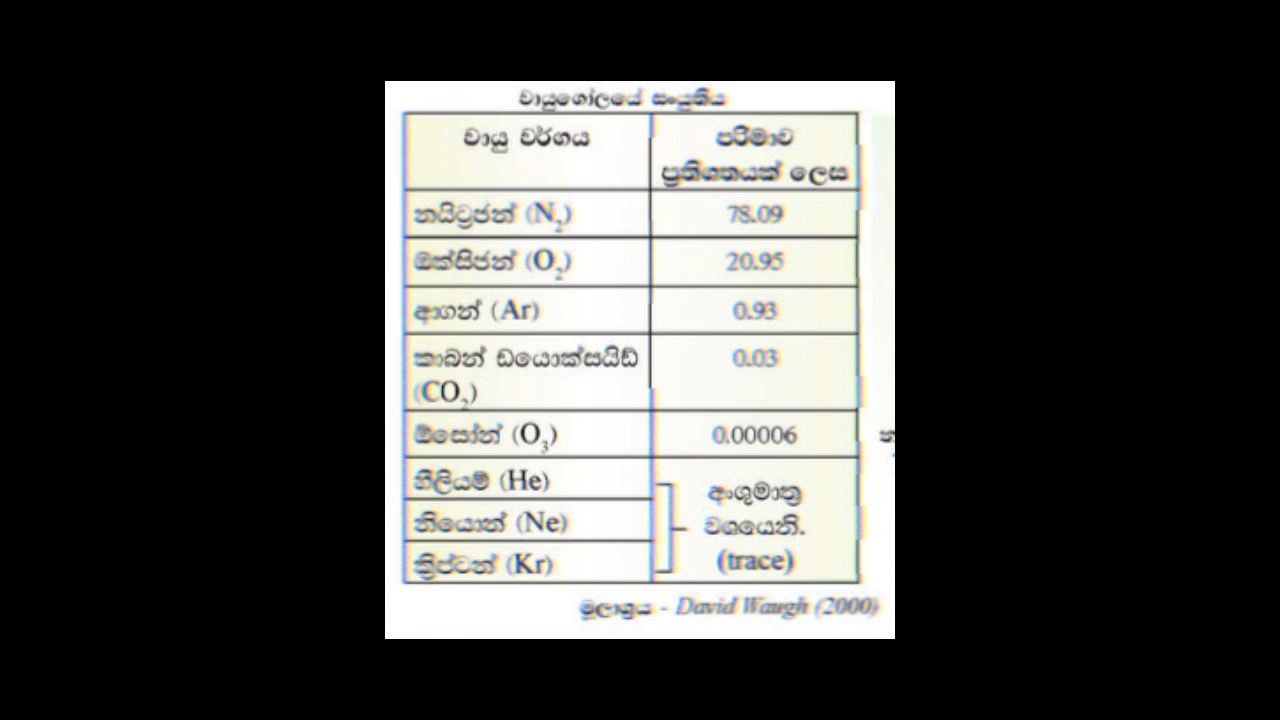 වායුගෝලයේ සංයුතිය
වායු වර්ගය
පරිමාව
ප්‍රතිශතයක් ලෙස
නයිට්‍රජන් (N₂) 78.09
ඔක්සිජන් (O₂) 20.95
ආගන් (Ar) 0.93
කාබන් ඩයොක්සයිඩ් 0.03
(CO₂)
ඕසෝන් (O₃) 0.00006
හීලියම් (He)
නියොන් (Ne)
ක්‍රිප්ටන් (Kr)
අංශුමාත්‍ර
වශයෙනි.
(trace)
මූලාශ්‍රය - David Waugh (2000)